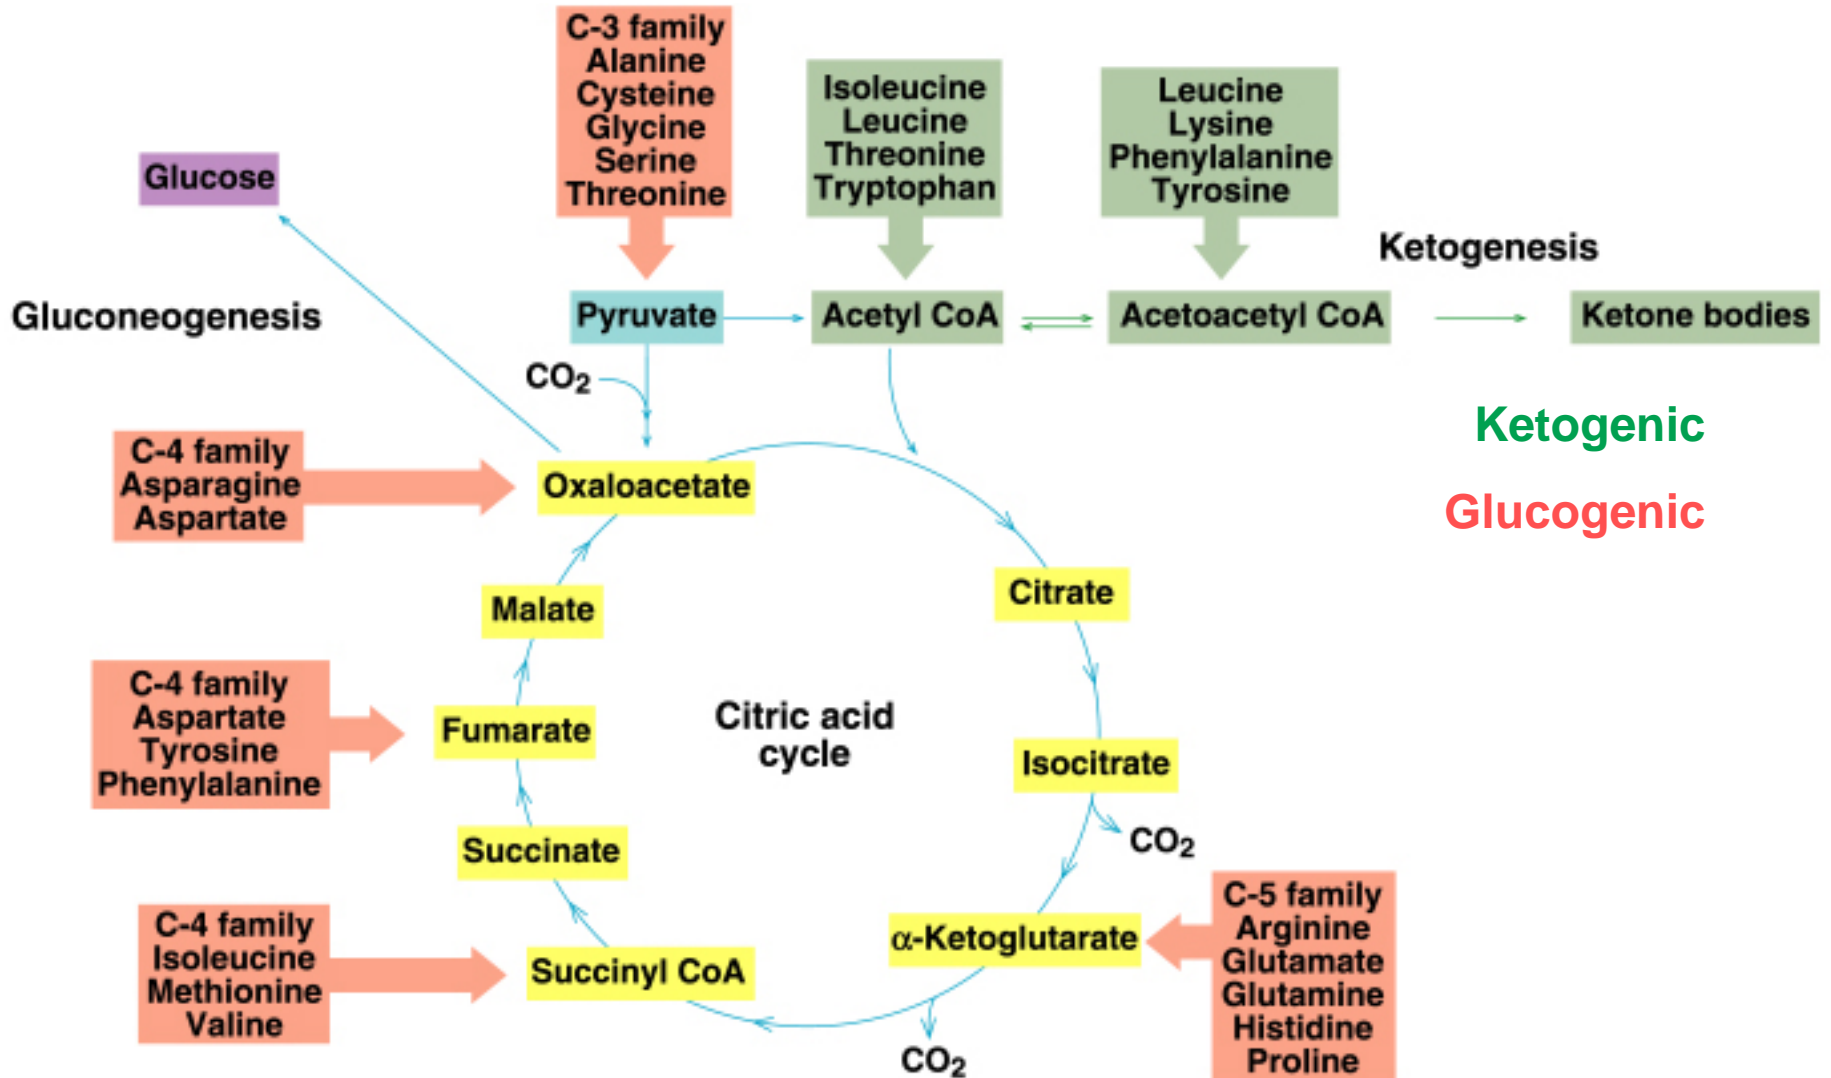 C-3 family
Alanine
Cysteine
Glycine
Serine
Threonine
Isoleucine
Leucine
Threonine
Tryptophan
Leucine
Lysine
Phenylalanine
Tyrosine
Glucose
Ketogenesis
Gluconeogenesis
Pyruvate
Acetyl CoA
Acetoacetyl CoA
Ketone bodies
CO₂
Ketogenic
Glucogenic
C-4 family
Asparagine
Aspartate
Oxaloacetate
Citrate
Malate
C-4 family
Aspartate
Tyrosine
Phenylalanine
Fumarate
Citric acid
cycle
Isocitrate
CO₂
Succinate
C-4 family
Isoleucine
Methionine
Valine
Succinyl CoA
α-Ketoglutarate
C-5 family
Arginine
Glutamate
Glutamine
Histidine
Proline
CO₂